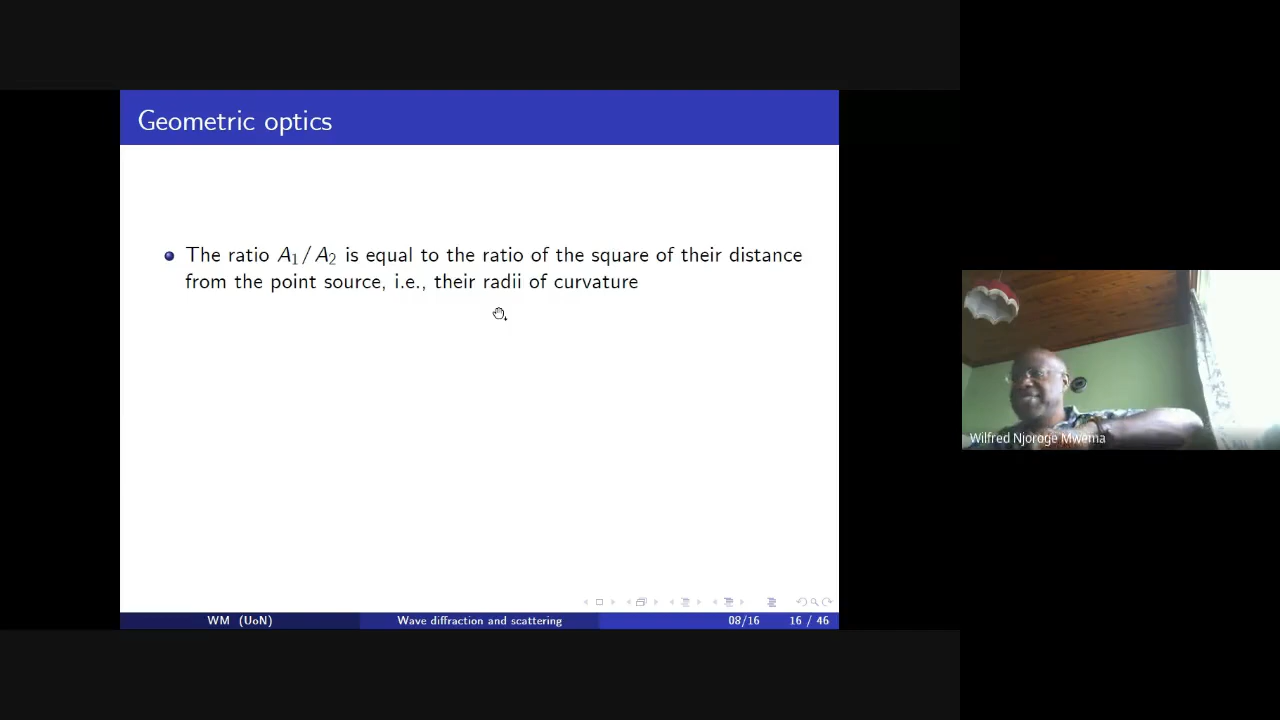 Geometric optics
The ratio A₁/A₂ is equal to the ratio of the square of their distance
from the point source, i.e., their radii of curvature
Wilfred Njoroge Mwema
WM (UoN) Wave diffraction and scattering 08/16 16 / 46